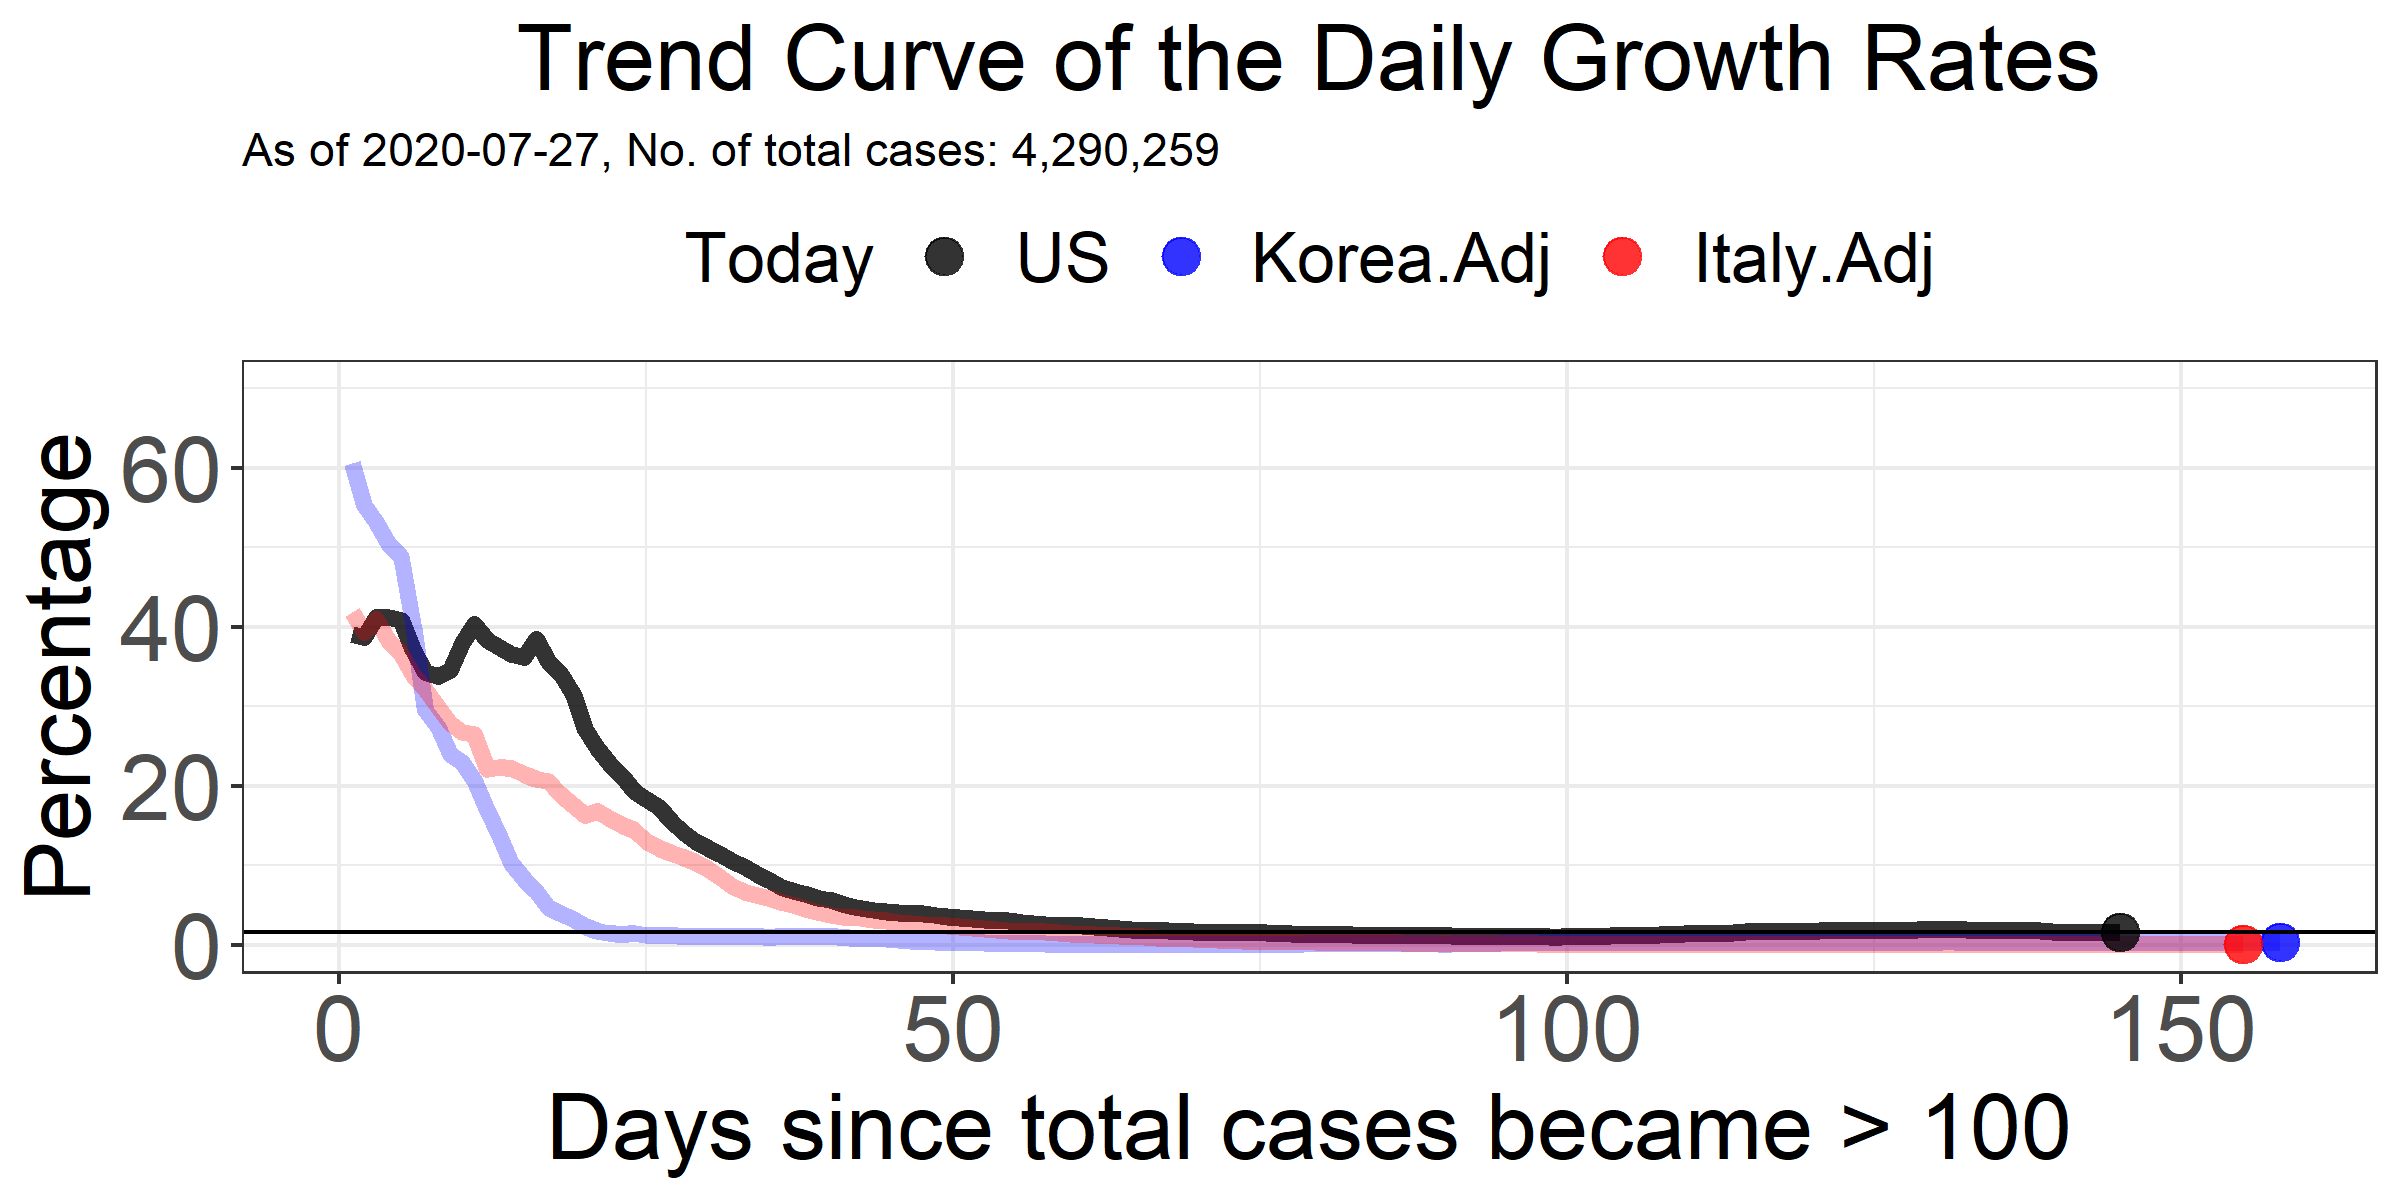 Trend Curve of the Daily Growth Rates
As of 2020-07-27, No. of total cases: 4,290,259
Today US Korea.Adj Italy.Adj
Percentage
60
40
20
0
0 50 100 150
Days since total cases became > 100